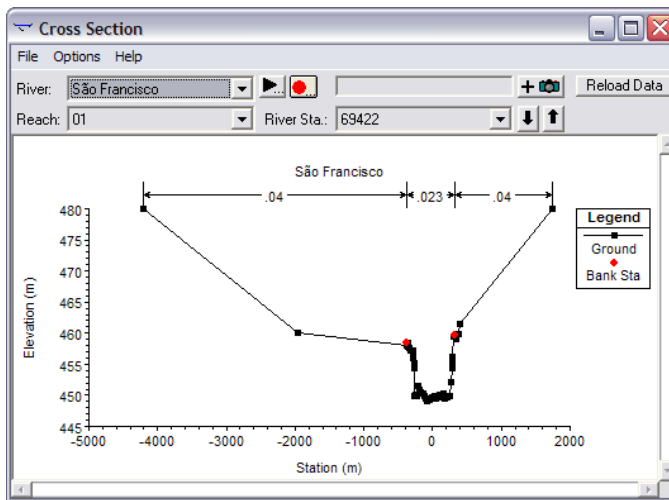 Cross Section
File Options Help
River: São Francisco Reload Data
Reach: 01 River Sta.: 69422
São Francisco
.04 .023 .04
Legend
Ground
Bank Sta
480
475
470
465
460
455
450
445
Elevation (m)
-5000 -4000 -3000 -2000 -1000 0 1000 2000
Station (m)